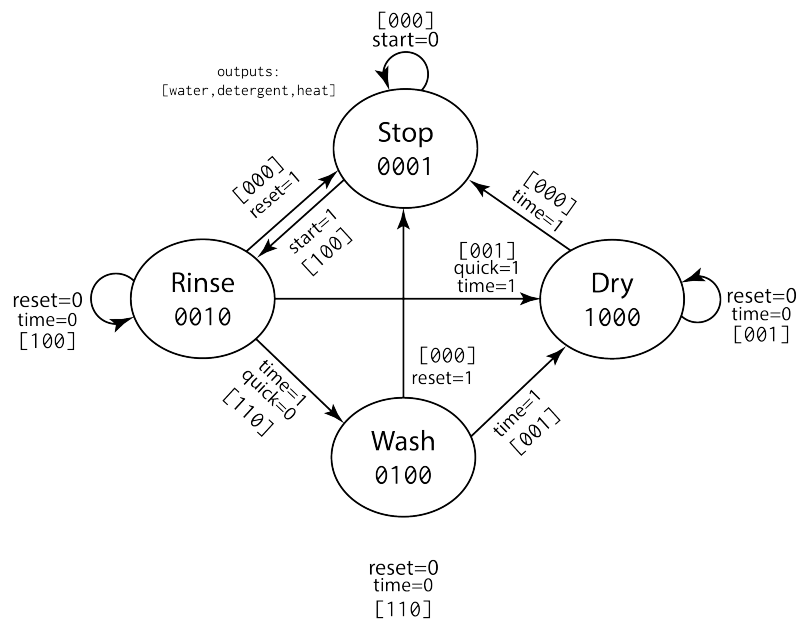 [000]
start=0
outputs:
[water,detergent,heat]
Stop
0001
[000]
reset=1
start=1
[100]
[000]
time=1
[001]
quick=1
time=1
Rinse
0010
Dry
1000
reset=0
time=0
[100]
reset=0
time=0
[001]
time=1
quick=0
[110]
[000]
reset=1
time=1
[001]
Wash
0100
reset=0
time=0
[110]